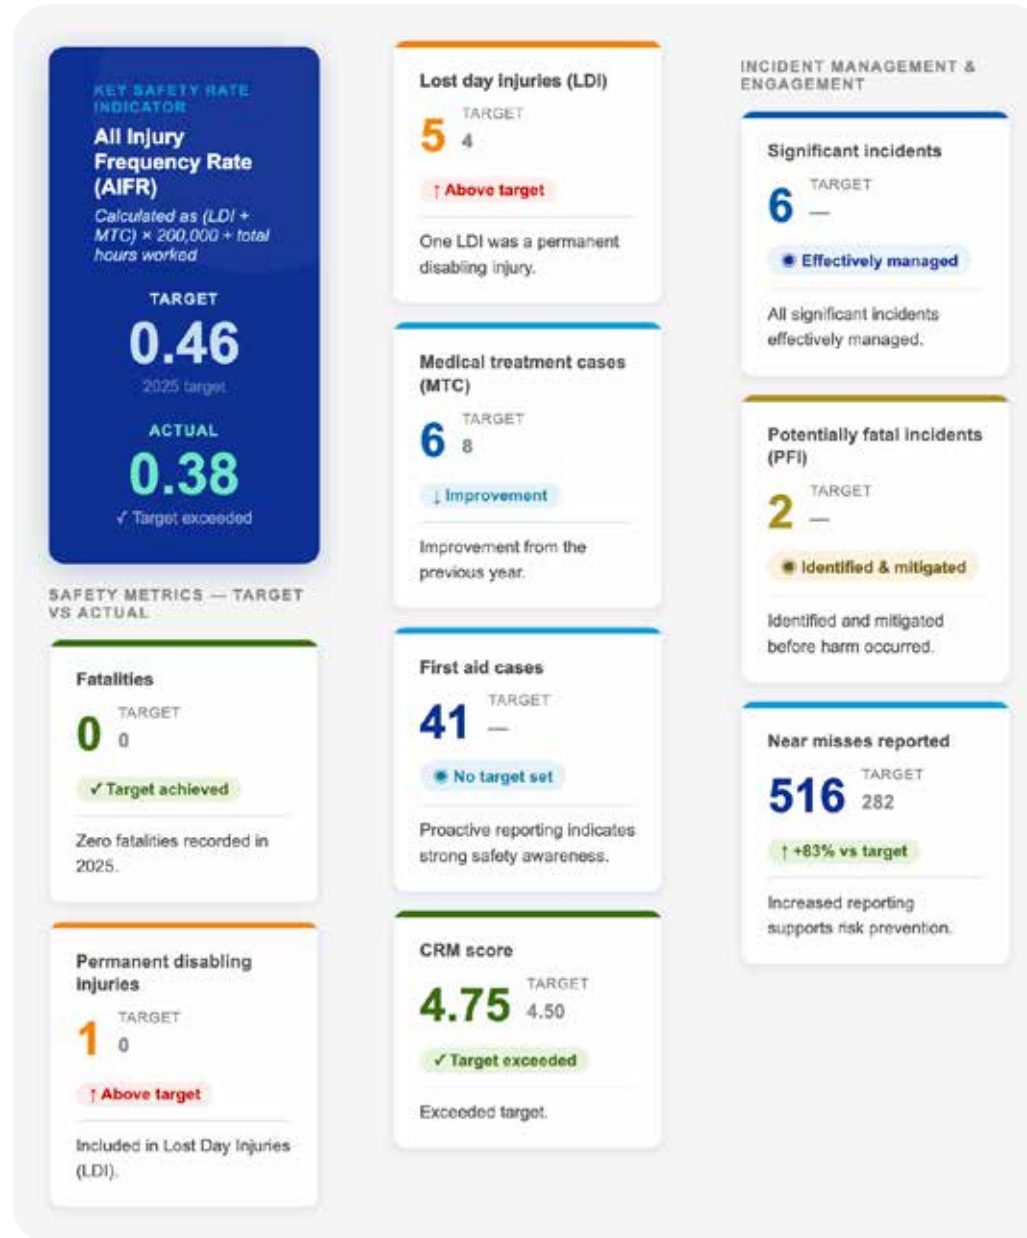 KEY SAFETY RATE
INDICATOR
All Injury
Frequency Rate
(AIFR)
Calculated as (LDI +
MTC) × 200,000 ÷ total
hours worked
TARGET
0.46
2025 target
ACTUAL
0.38
✓ Target exceeded
SAFETY METRICS — TARGET
VS ACTUAL
Fatalities
0
TARGET
0
✓ Target achieved
Zero fatalities recorded in
2025.
Permanent disabling
injuries
1
TARGET
0
↑ Above target
Included in Lost Day Injuries
(LDI).
Lost day injuries (LDI)
5
TARGET
4
↑ Above target
One LDI was a permanent
disabling injury.
Medical treatment cases
(MTC)
6
TARGET
8
↓ Improvement
Improvement from the
previous year.
First aid cases
41
TARGET
—
◉ No target set
Proactive reporting indicates
strong safety awareness.
CRM score
4.75
TARGET
4.50
✓ Target exceeded
Exceeded target.
INCIDENT MANAGEMENT &
ENGAGEMENT
Significant incidents
6
TARGET
—
◉ Effectively managed
All significant incidents
effectively managed.
Potentially fatal incidents
(PFI)
2
TARGET
—
◉ Identified & mitigated
Identified and mitigated
before harm occurred.
Near misses reported
516
TARGET
282
↑ +83% vs target
Increased reporting
supports risk prevention.